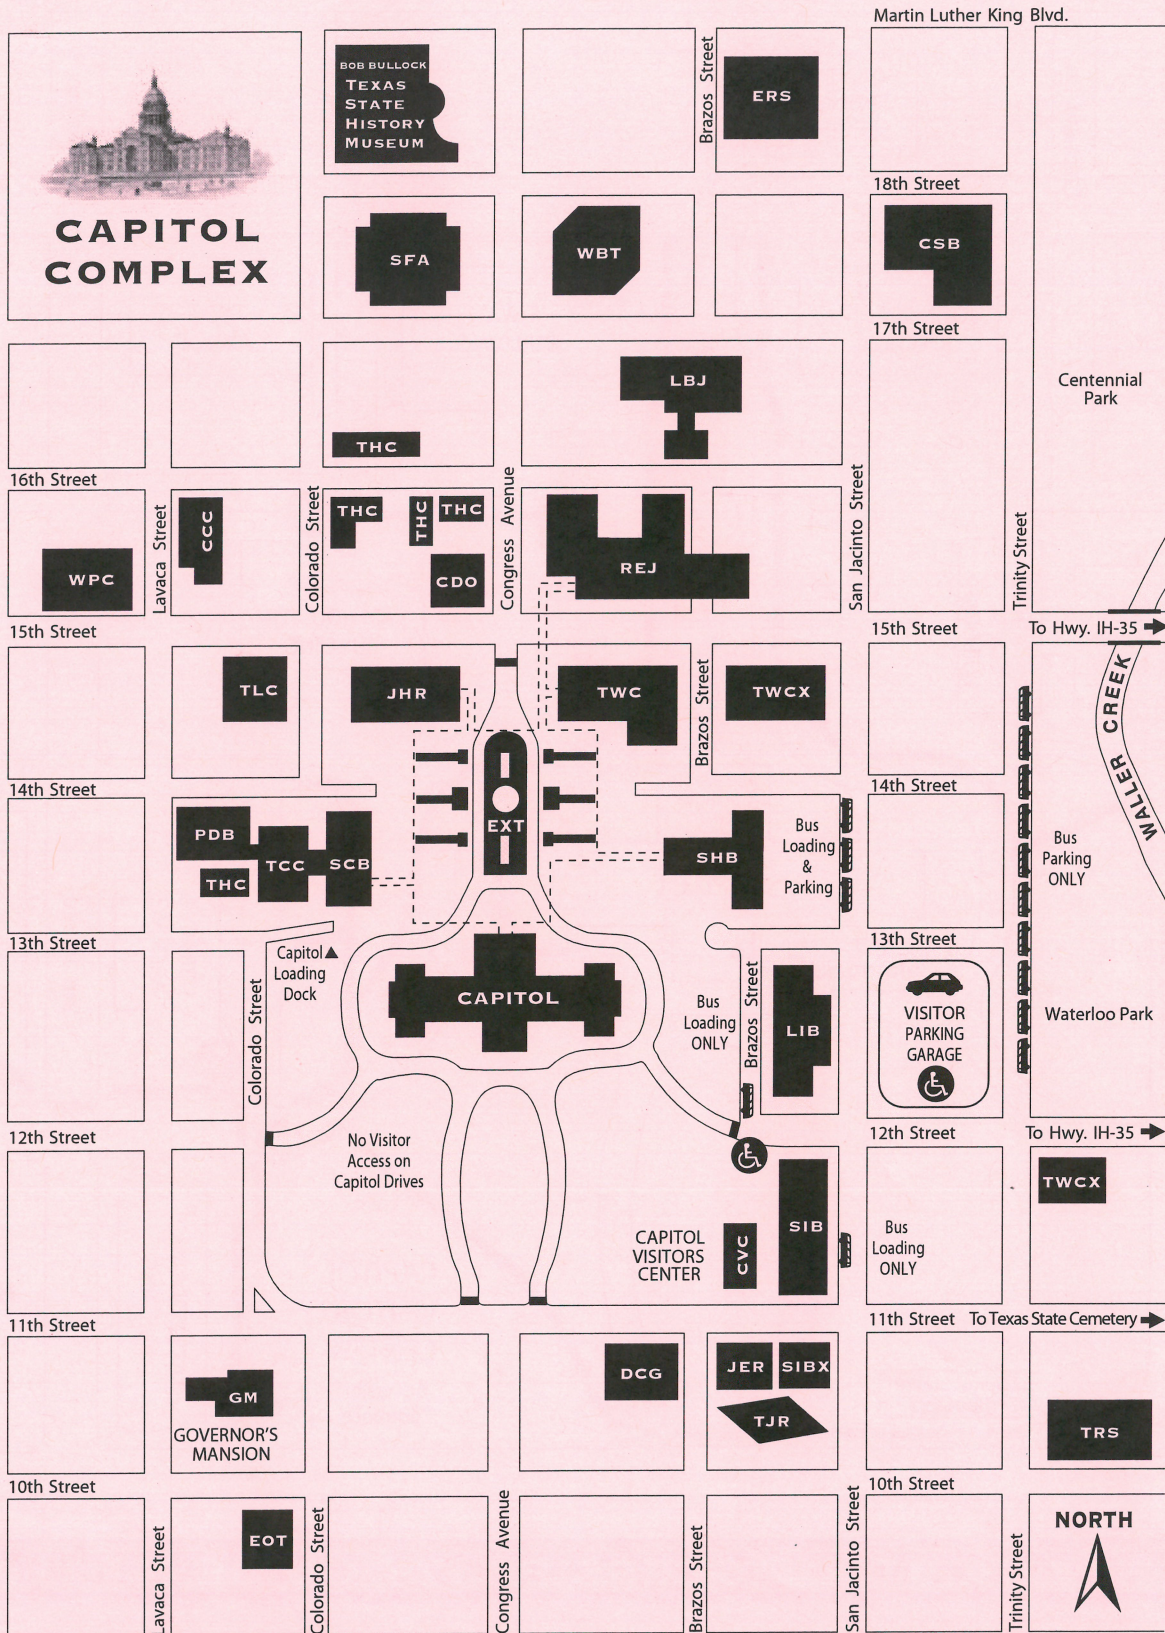 Martin Luther King Blvd.
CAPITOL
COMPLEX
BOB BULLOCK
TEXAS
STATE
HISTORY
MUSEUM
Brazos Street
ERS
18th Street
SFA
WBT
CSB
17th Street
LBJ
Centennial
Park
THC
16th Street
WPC
Lavaca Street
CCC
Colorado Street
THC
THC
THC
CDO
Congress Avenue
REJ
San Jacinto Street
Trinity Street
15th Street
15th Street
To Hwy. IH-35
TLC
JHR
TWC
Brazos Street
TWCX
WALLER CREEK
14th Street
14th Street
EXT
PDB
TCC
SCB
THC
SHB
Bus
Loading
&
Parking
Bus
Parking
ONLY
13th Street
13th Street
Capitol
Loading
Dock
Colorado Street
CAPITOL
Bus
Loading
ONLY
Brazos Street
LIB
VISITOR
PARKING
GARAGE
Waterloo Park
12th Street
12th Street
To Hwy. IH-35
No Visitor
Access on
Capitol Drives
TWCX
CAPITOL
VISITORS
CENTER
CVC
SIB
Bus
Loading
ONLY
11th Street
11th Street
To Texas State Cemetery
GM
GOVERNOR'S
MANSION
DCG
JER
SIBX
TJR
TRS
10th Street
10th Street
Lavaca Street
EOT
Colorado Street
Congress Avenue
Brazos Street
San Jacinto Street
Trinity Street
NORTH